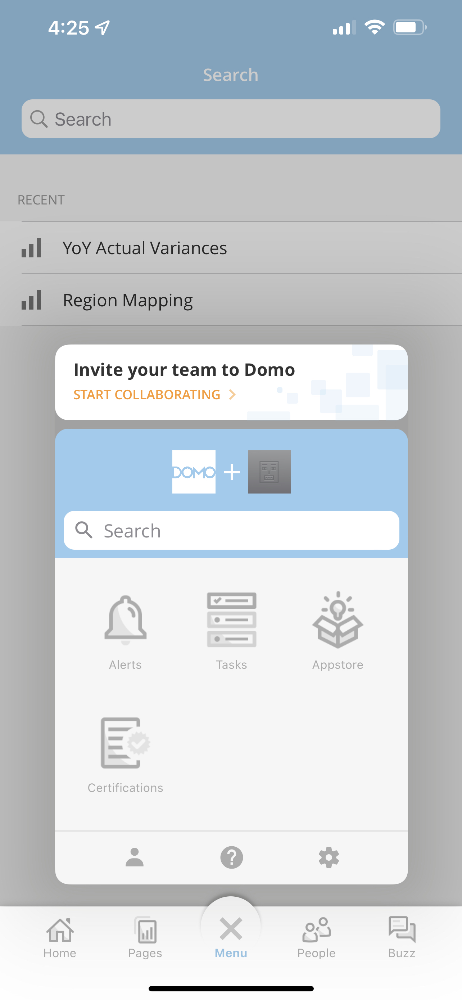 4:25
Search
Search
RECENT
YoY Actual Variances
Region Mapping
Invite your team to Domo
START COLLABORATING
DOMO
Search
Alerts
Tasks
Appstore
Certifications
Home
Pages
Menu
People
Buzz